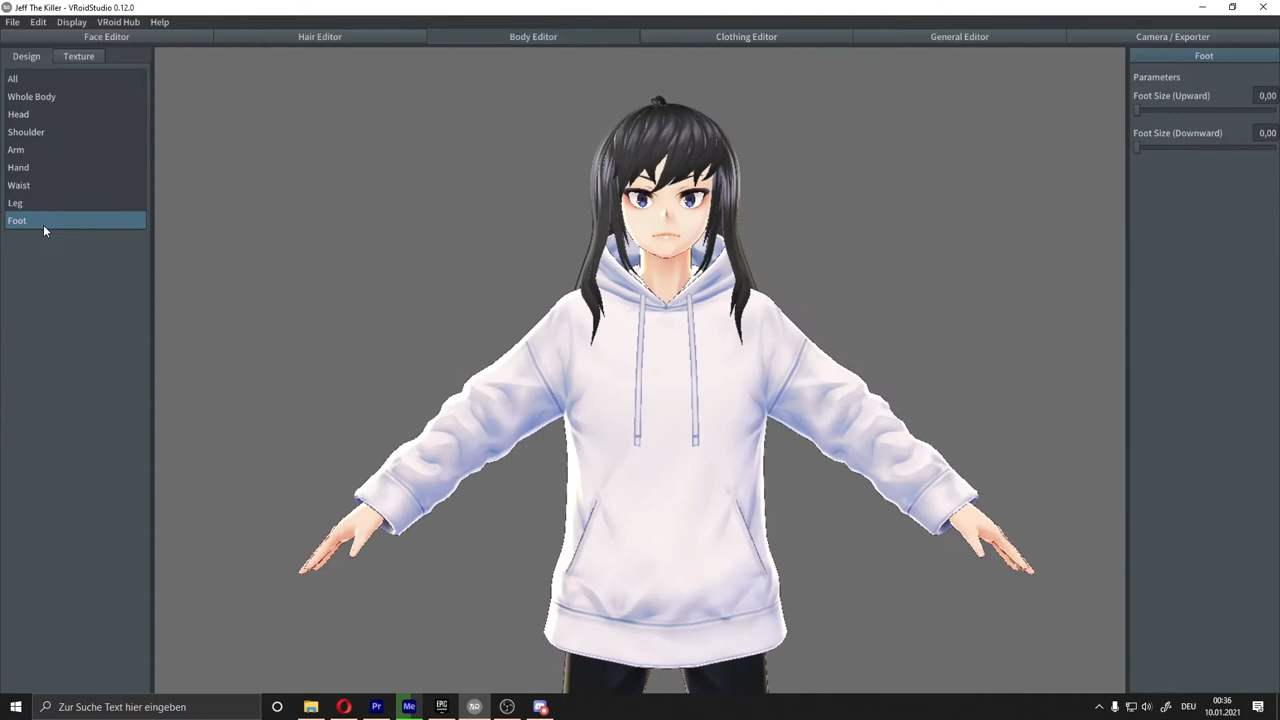 Jeff The Killer - VRoidStudio 0.12.0
File Edit Display VRoid Hub Help
Face Editor Hair Editor Body Editor Clothing Editor General Editor Camera / Exporter
Design Texture
All
Whole Body
Head
Shoulder
Arm
Hand
Waist
Leg
Foot
Foot
Parameters
Foot Size (Upward) 0,00
Foot Size (Downward) 0,00
Zur Suche Text hier eingeben
Pr
Me
EPIC
DEU
00:36
10.01.2021